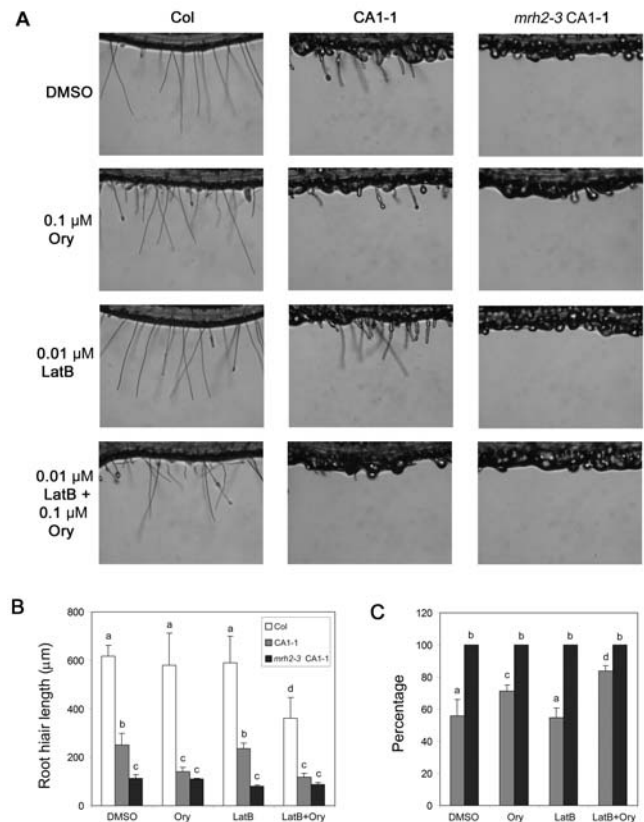 A
Col
CA1-1
mrh2-3 CA1-1
DMSO
0.1 µM
Ory
0.01 µM
LatB
0.01 µM
LatB +
0.1 µM
Ory
B
Root hiair length (µm)
800
600
400
200
0
a
b
c
a
c
c
a
b
c
d
c
c
Col
CA1-1
mrh2-3 CA1-1
DMSO
Ory
LatB
LatB+Ory
C
Percentage
120
100
80
60
40
20
0
a
b
c
b
a
b
d
b
DMSO
Ory
LatB
LatB+Ory